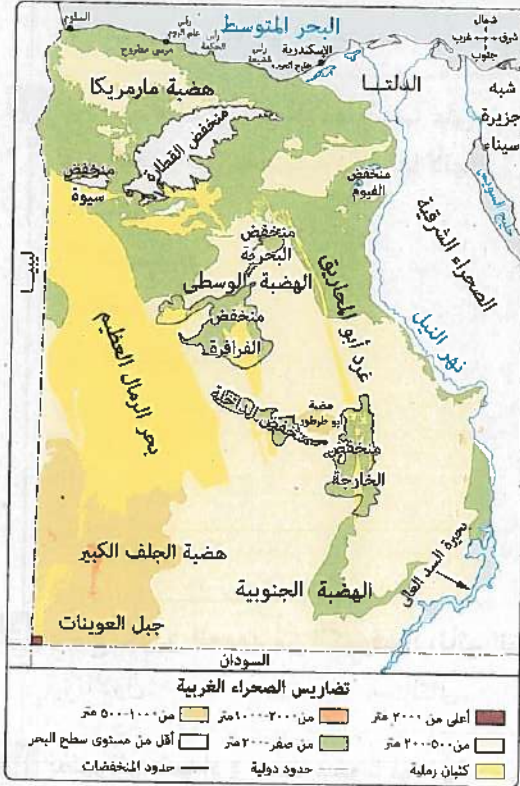 البحر المتوسط
السلوم
مرسى مطروح
رأس علم الروم
رأس الحكمة
الإسكندرية
شمال
شرق غرب
جنوب
الدلتا
شبه
جزيرة
سيناء
خليج السويس
هضبة مارمريكا
منخفض القطارة
منخفض
سيوة
منخفض
الفيوم
الصحراء الشرقية
منخفض
البحرية
الهضبة الوسطى
غرد أبو المحاريق
ليبيا
منخفض
الفرافرة
نهر النيل
بحر الرمال العظيم
منخفض الداخلة
هضبة
أبو طرطور
منخفض
الخارجة
هضبة الجلف الكبير
الهضبة الجنوبية
بحيرة السد العالى
جبل العوينات
السودان
تضاريس الصحراء الغربية
أعلى من ٢٠٠٠ متر
من ٢٠٠-١٠٠٠ متر
من ١٠٠٠-٥٠٠ متر
من ٥٠٠-٢٠٠ متر
من صفر-٢٠٠ متر
أقل من مستوى سطح البحر
كثبان رملية
حدود دولية
حدود المنخفضات